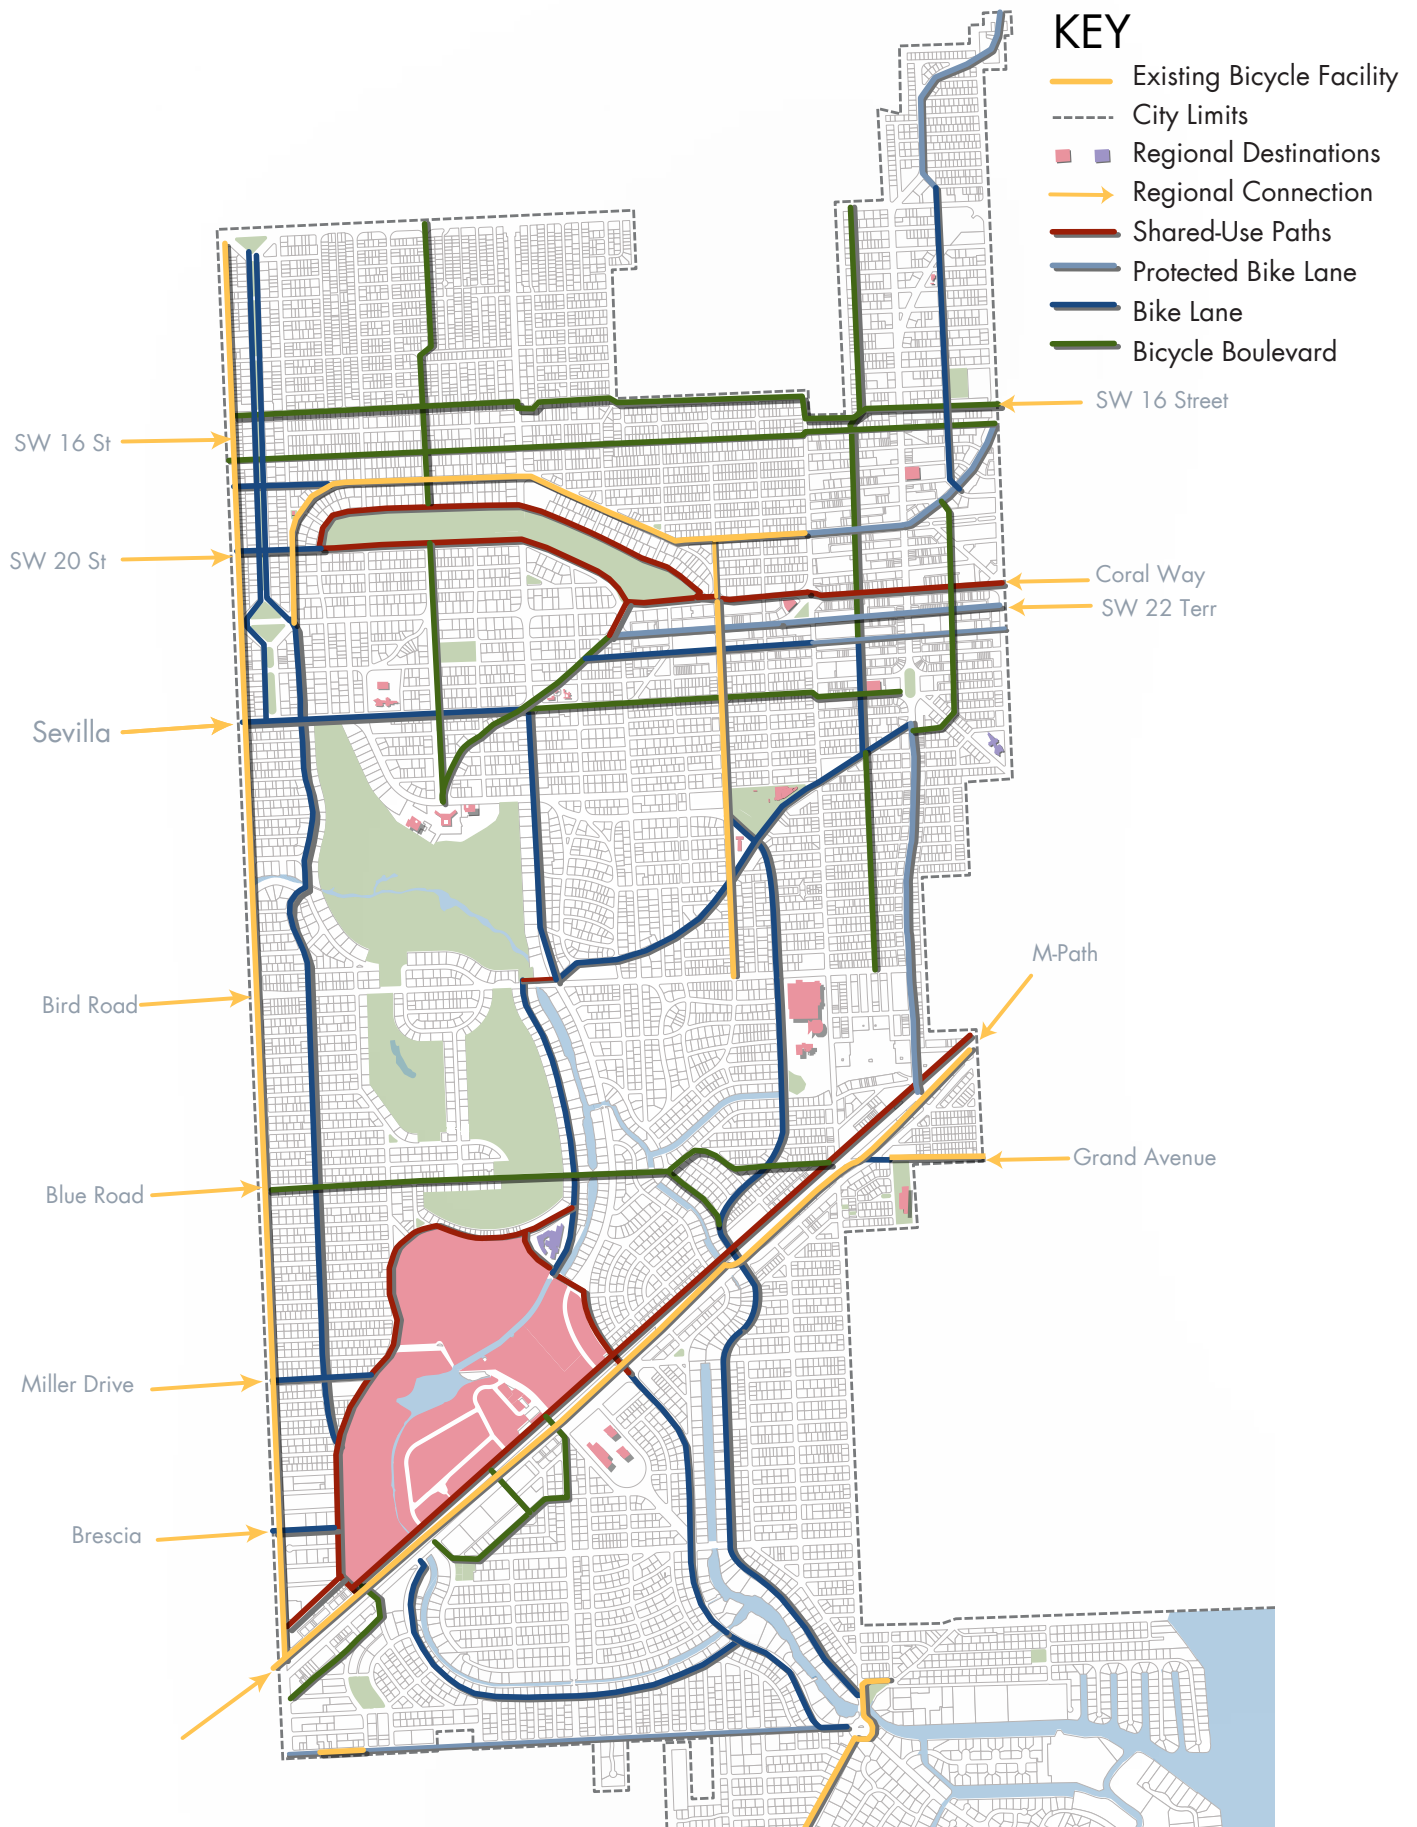 KEY
Existing Bicycle Facility
City Limits
Regional Destinations
Regional Connection
Shared-Use Paths
Protected Bike Lane
Bike Lane
Bicycle Boulevard
SW 16 Street
SW 16 St
SW 20 St
Coral Way
SW 22 Terr
Sevilla
M-Path
Bird Road
Grand Avenue
Blue Road
Miller Drive
Brescia